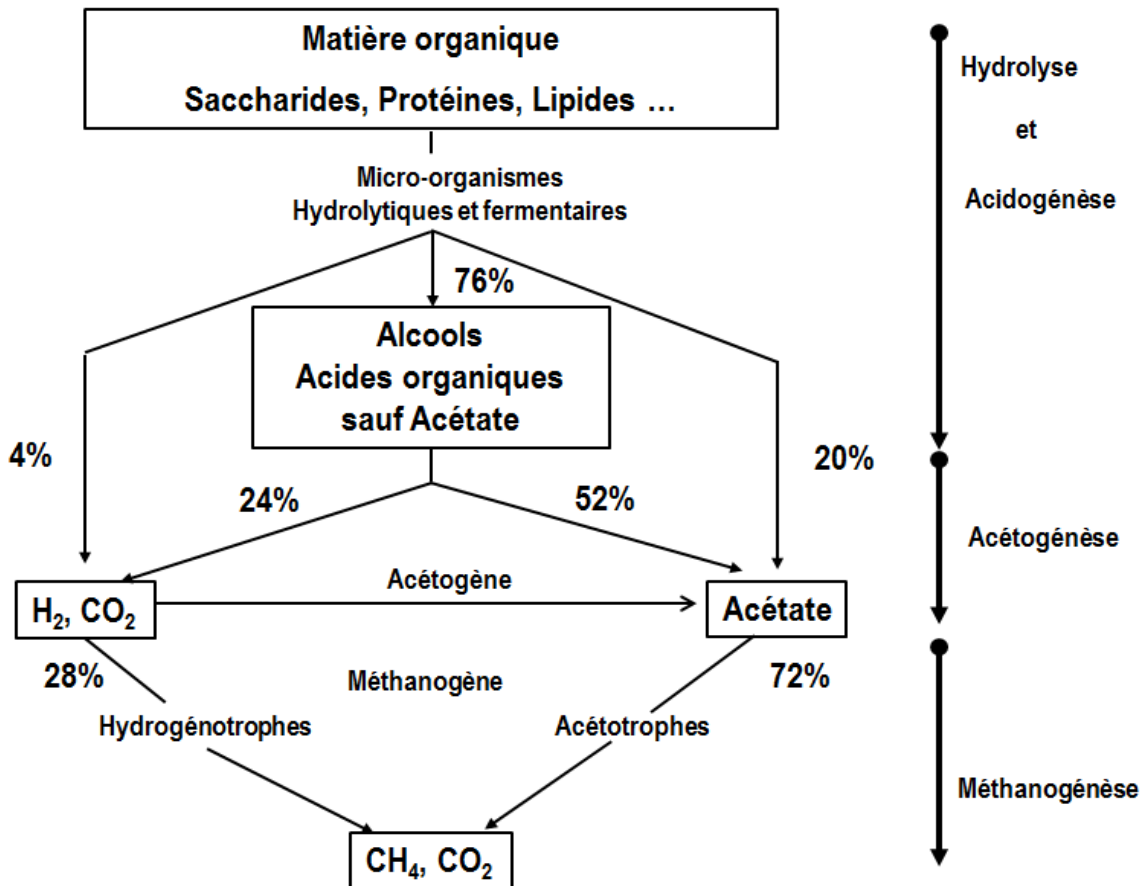 Matière organique
Saccharides, Protéines, Lipides ...
Hydrolyse
et
Acidogénèse
Micro-organismes
Hydrolytiques et fermentaires
76%
Alcools
Acides organiques
sauf Acétate
4%
20%
24%
52%
Acétogénèse
Acétogène
H₂, CO₂
Acétate
28%
Méthanogène
72%
Hydrogénotrophes
Acétotrophes
Méthanogénèse
CH₄, CO₂